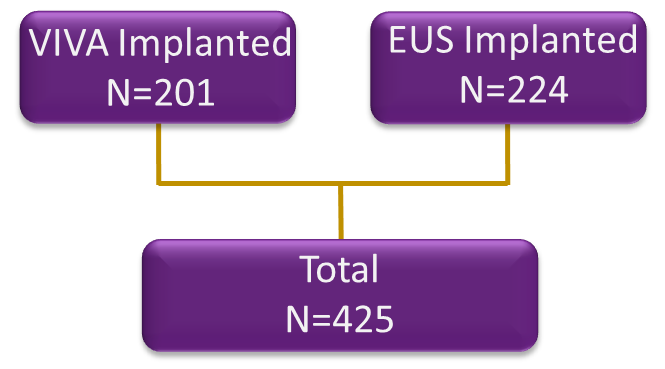 VIVA Implanted
N=201
EUS Implanted
N=224
Total
N=425